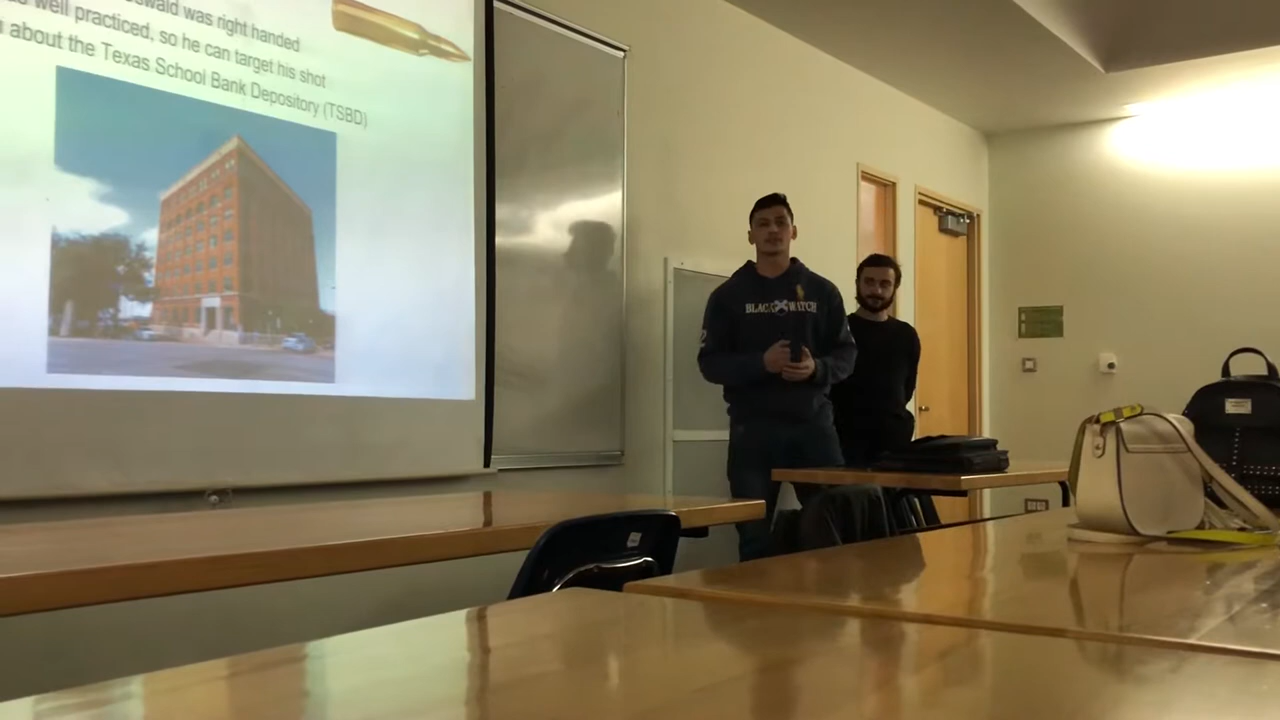 swald was right handed
well practiced, so he can target his shot
about the Texas School Bank Depository (TSBD)
BLACK WATCH